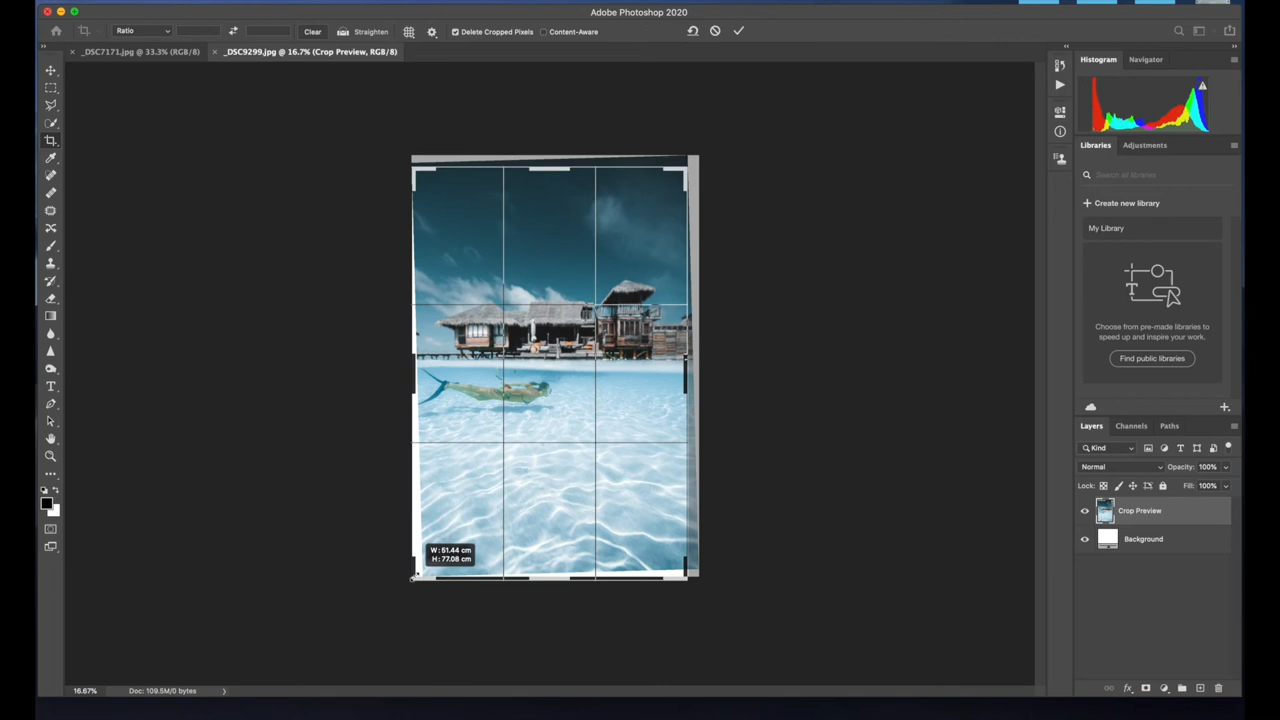 Adobe Photoshop 2020
Ratio
Clear
Straighten
Delete Cropped Pixels
Content-Aware
_DSC7171.jpg @ 33.3% (RGB/8)
_DSC9299.jpg @ 16.7% (Crop Preview, RGB/8)
Histogram
Navigator
Libraries
Adjustments
Search all libraries
Create new library
My Library
T
Choose from pre-made libraries to
speed up and inspire your work.
Find public libraries
Layers
Channels
Paths
Kind
Normal
Opacity: 100%
Lock:
Fill: 100%
Crop Preview
Background
W: 51.44 cm
H: 77.08 cm
16.67%
Doc: 109.5M/0 bytes
fx